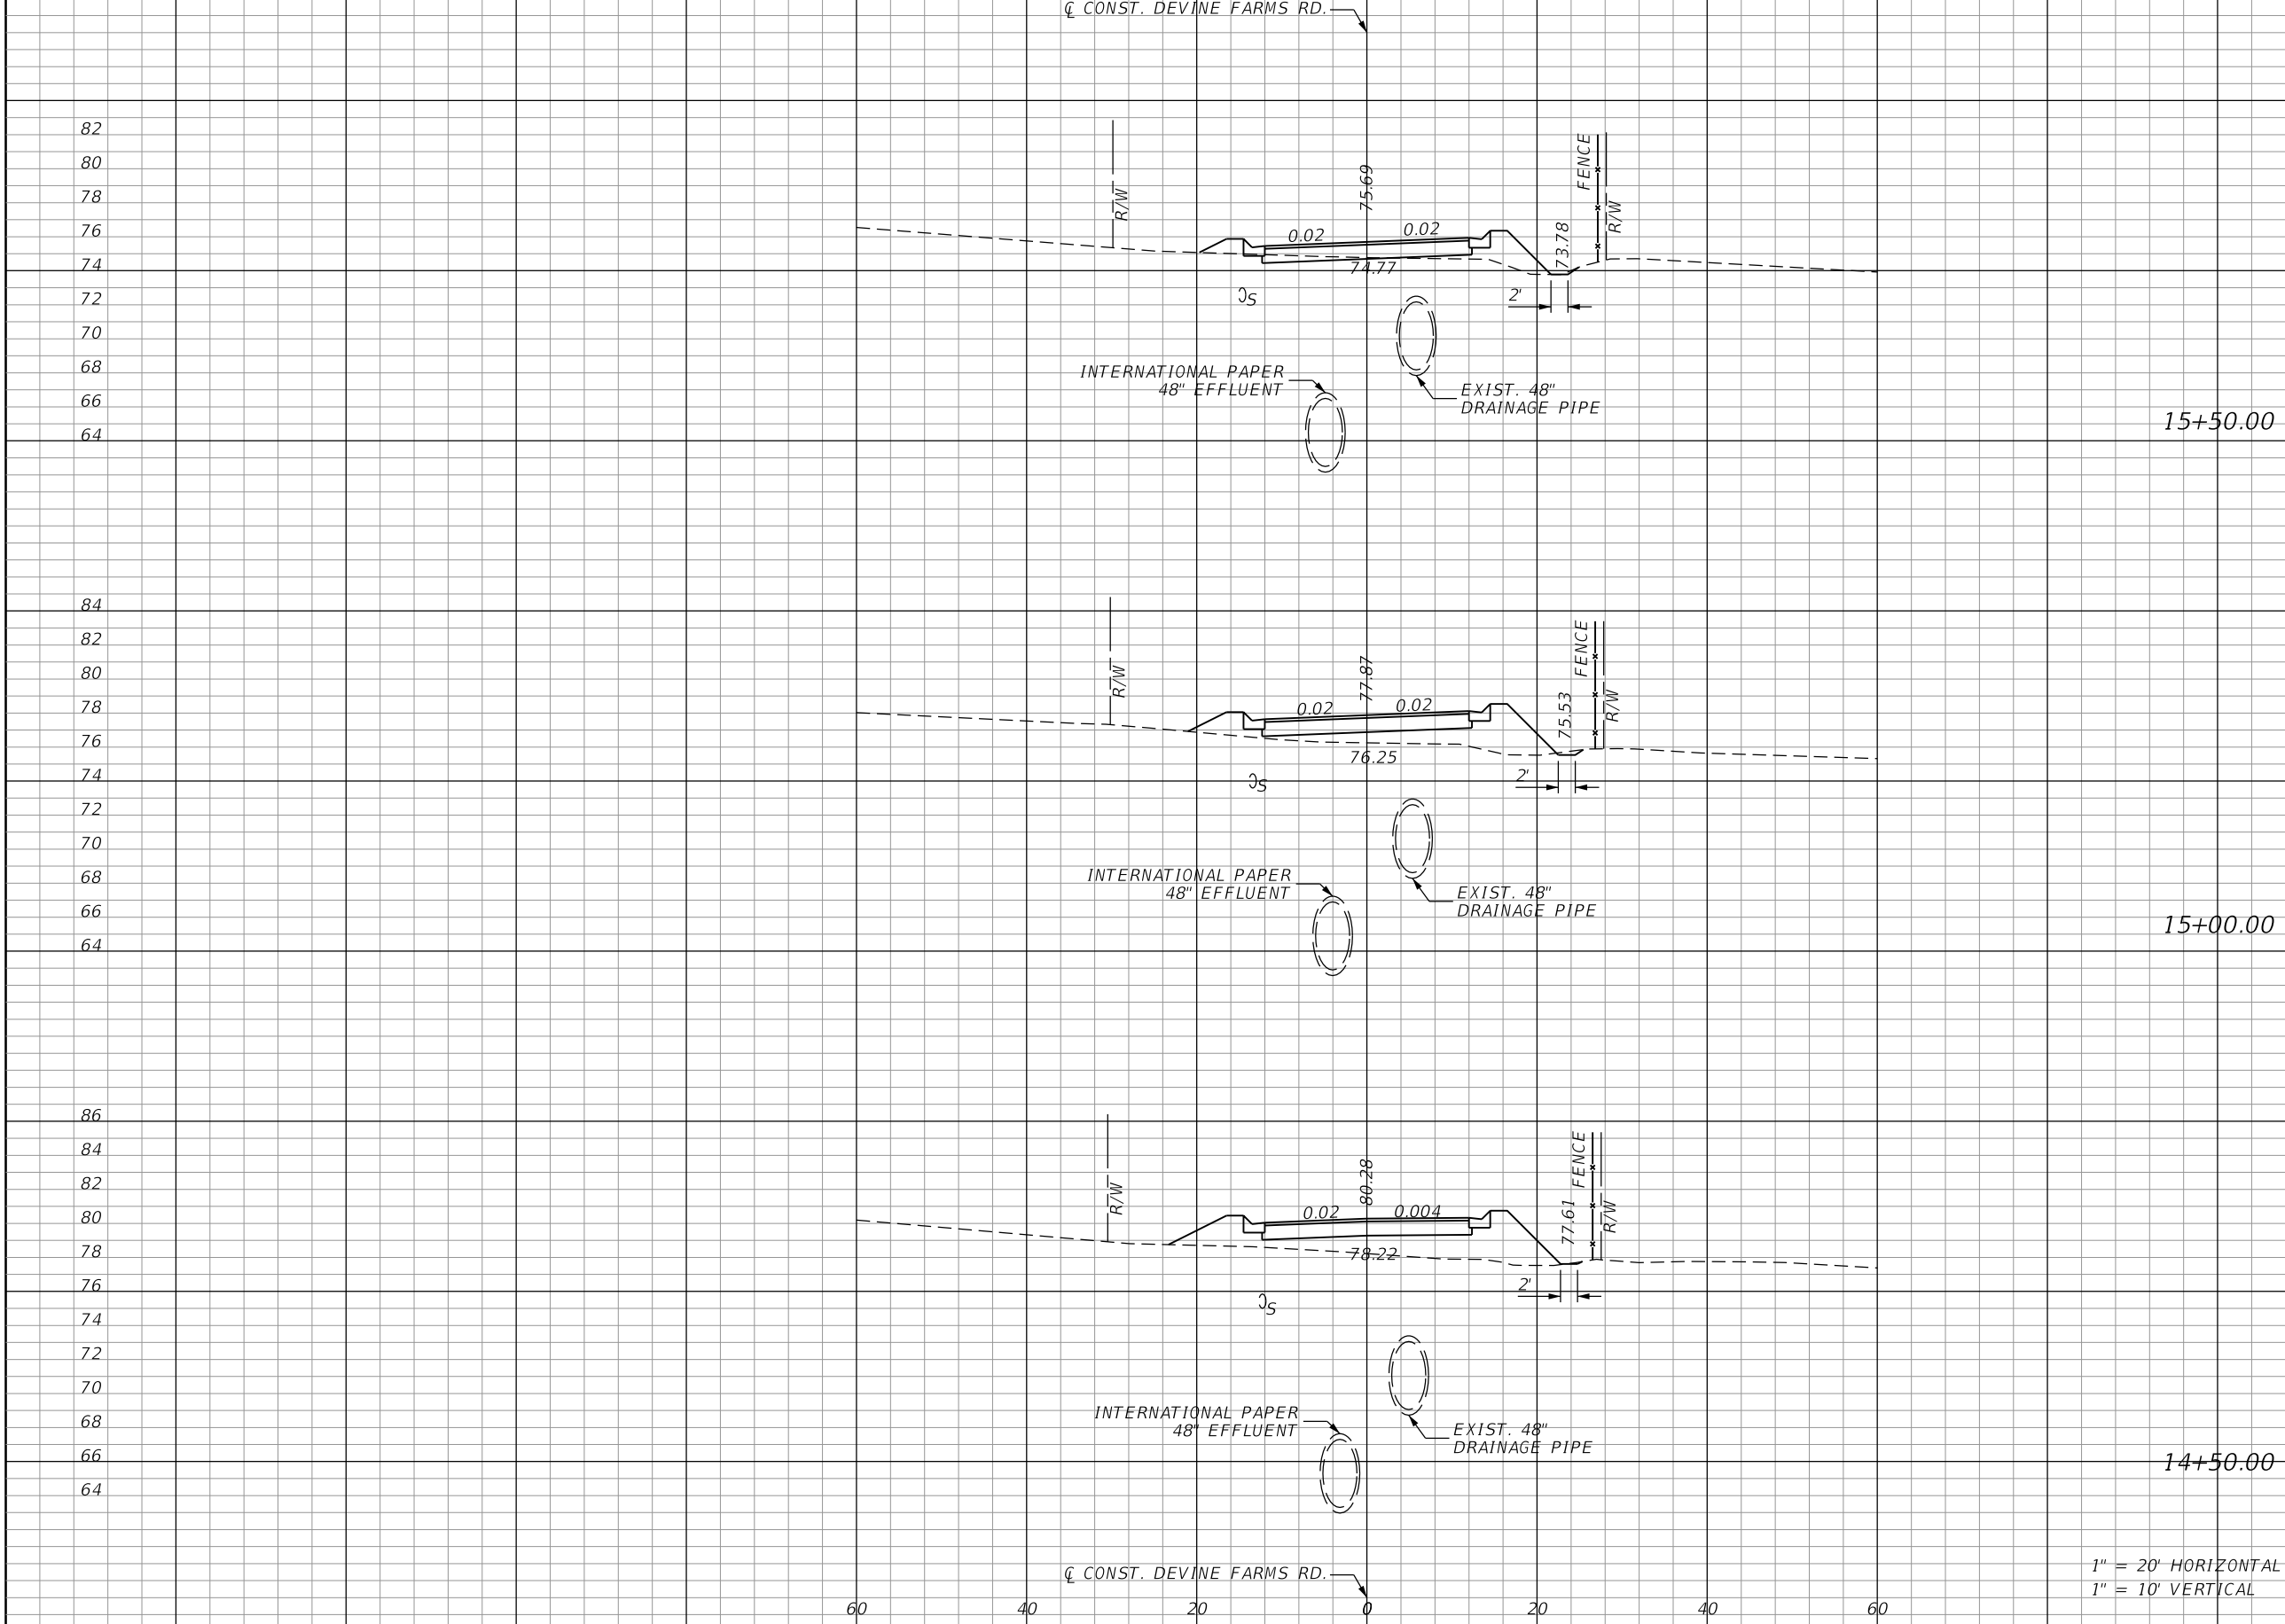 ℄ CONST. DEVINE FARMS RD.
82
80
78
76
74
72
70
68
66
64
R/W
0.02
75.69
0.02
74.77
73.78
FENCE
R/W
2'
S
INTERNATIONAL PAPER
48" EFFLUENT
EXIST. 48"
DRAINAGE PIPE
15+50.00
84
82
80
78
76
74
72
70
68
66
64
R/W
0.02
77.87
0.02
76.25
75.53
FENCE
R/W
2'
S
INTERNATIONAL PAPER
48" EFFLUENT
EXIST. 48"
DRAINAGE PIPE
15+00.00
86
84
82
80
78
76
74
72
70
68
66
64
R/W
0.02
80.28
0.004
78.22
77.61
FENCE
R/W
2'
S
INTERNATIONAL PAPER
48" EFFLUENT
EXIST. 48"
DRAINAGE PIPE
14+50.00
℄ CONST. DEVINE FARMS RD.
1" = 20' HORIZONTAL
1" = 10' VERTICAL
60 40 20 0 20 40 60